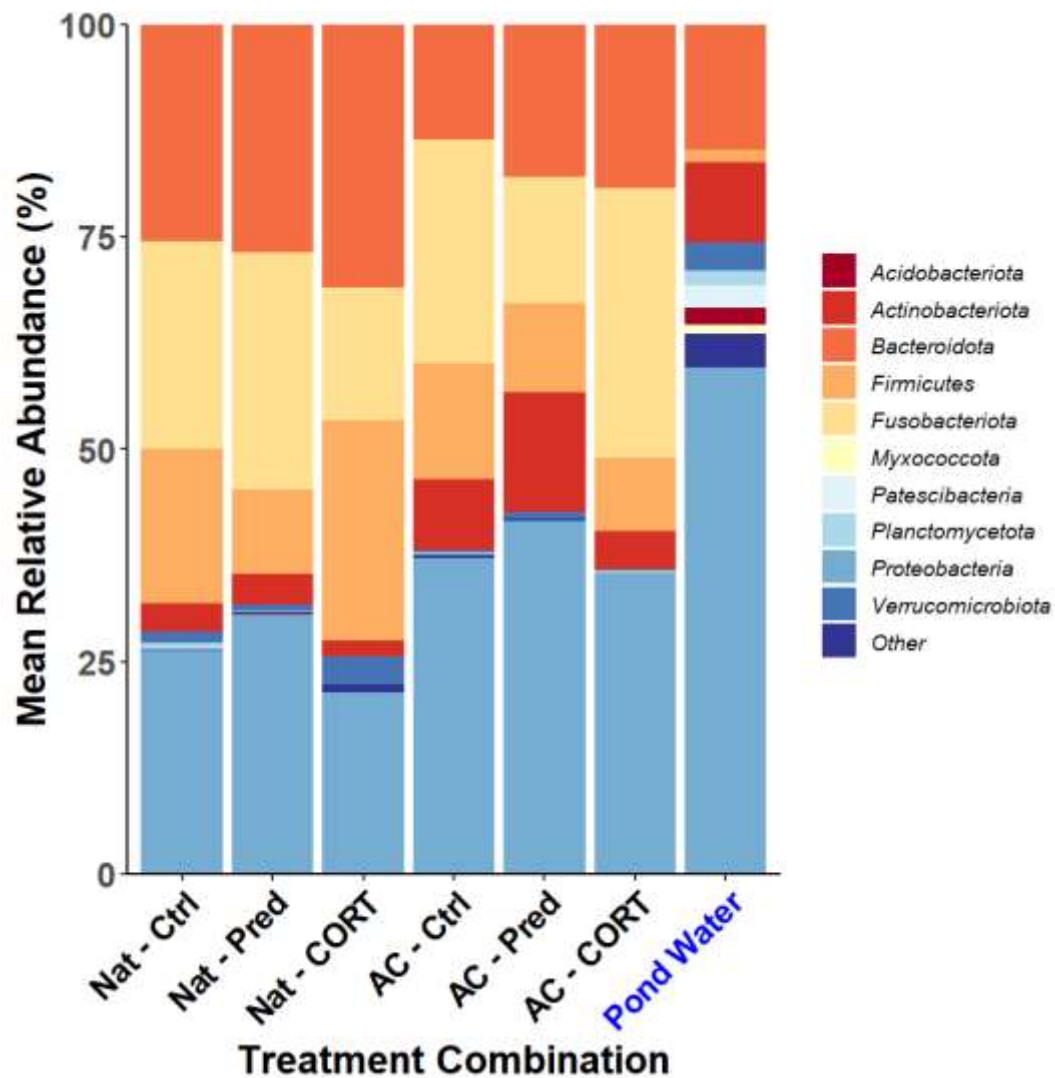 Mean Relative Abundance (%)
100
75
50
25
0
Nat - Ctrl
Nat - Pred
Nat - CORT
AC - Ctrl
AC - Pred
AC - CORT
Pond Water
Treatment Combination
Acidobacteriota
Actinobacteriota
Bacteroidota
Firmicutes
Fusobacteriota
Myxococcota
Patescibacteria
Planctomycetota
Proteobacteria
Verrucomicrobiota
Other